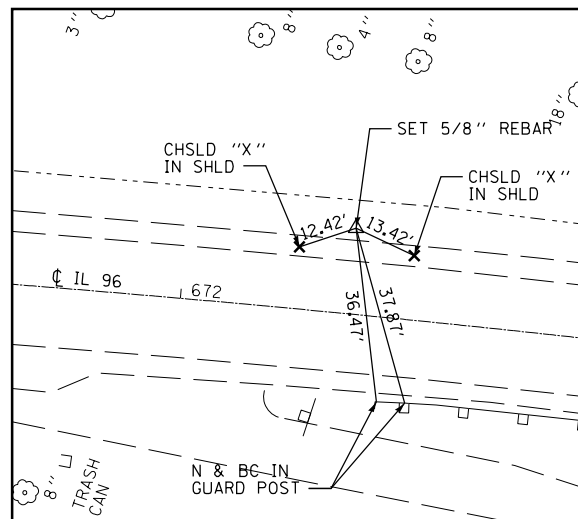 3"
8"
4"
8"
18"
SET 5/8" REBAR
CHSLD "X"
IN SHLD
CHSLD "X"
IN SHLD
12.42'
13.42'
℄ IL 96
672
36.47'
37.87'
N & BC IN
GUARD POST
8"
TRASH
CAN